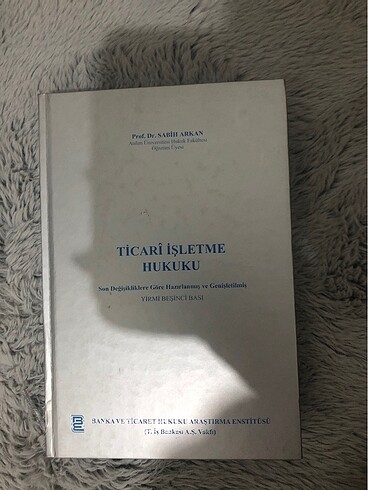 Prof. Dr. SABİH ARKAN
Üniversitesi Hukuk Fakültesi
Öğretim Üyesi
TİCARÎ İŞLETME
HUKUKU
Son Değişikliklere Göre Hazırlanmış ve Genişletilmiş
YİRMİ BEŞİNCİ BASI
BANKA VE TİCARET HUKUKU ARAŞTIRMA ENSTİTÜSÜ
(T. İş Bankası A.Ş. Vakfı)